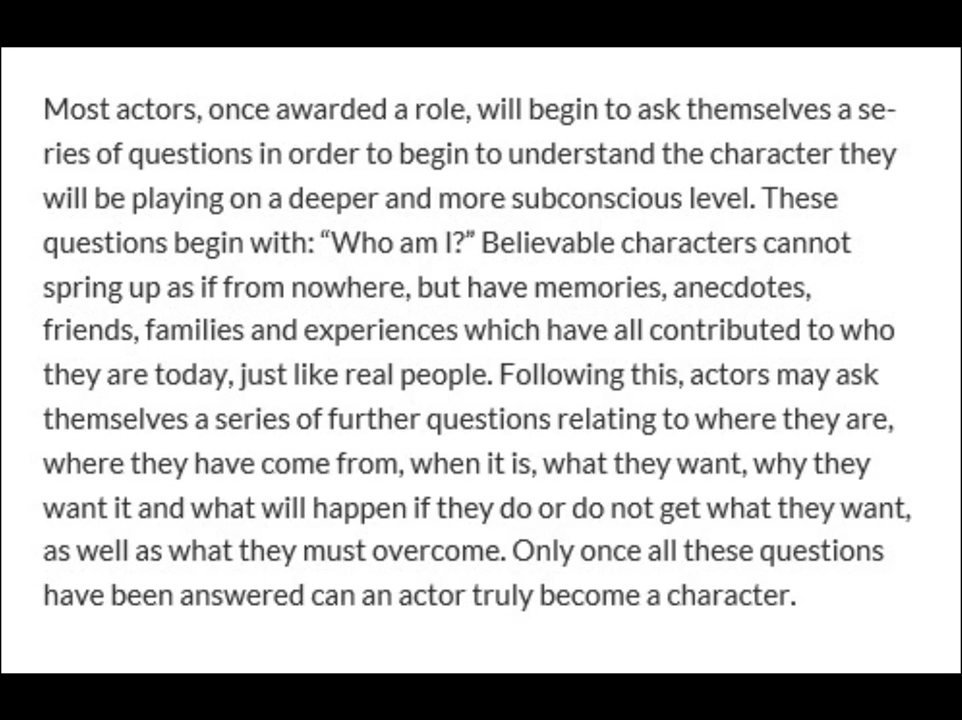 Most actors, once awarded a role, will begin to ask themselves a se-
ries of questions in order to begin to understand the character they
will be playing on a deeper and more subconscious level. These
questions begin with: “Who am I?” Believable characters cannot
spring up as if from nowhere, but have memories, anecdotes,
friends, families and experiences which have all contributed to who
they are today, just like real people. Following this, actors may ask
themselves a series of further questions relating to where they are,
where they have come from, when it is, what they want, why they
want it and what will happen if they do or do not get what they want,
as well as what they must overcome. Only once all these questions
have been answered can an actor truly become a character.